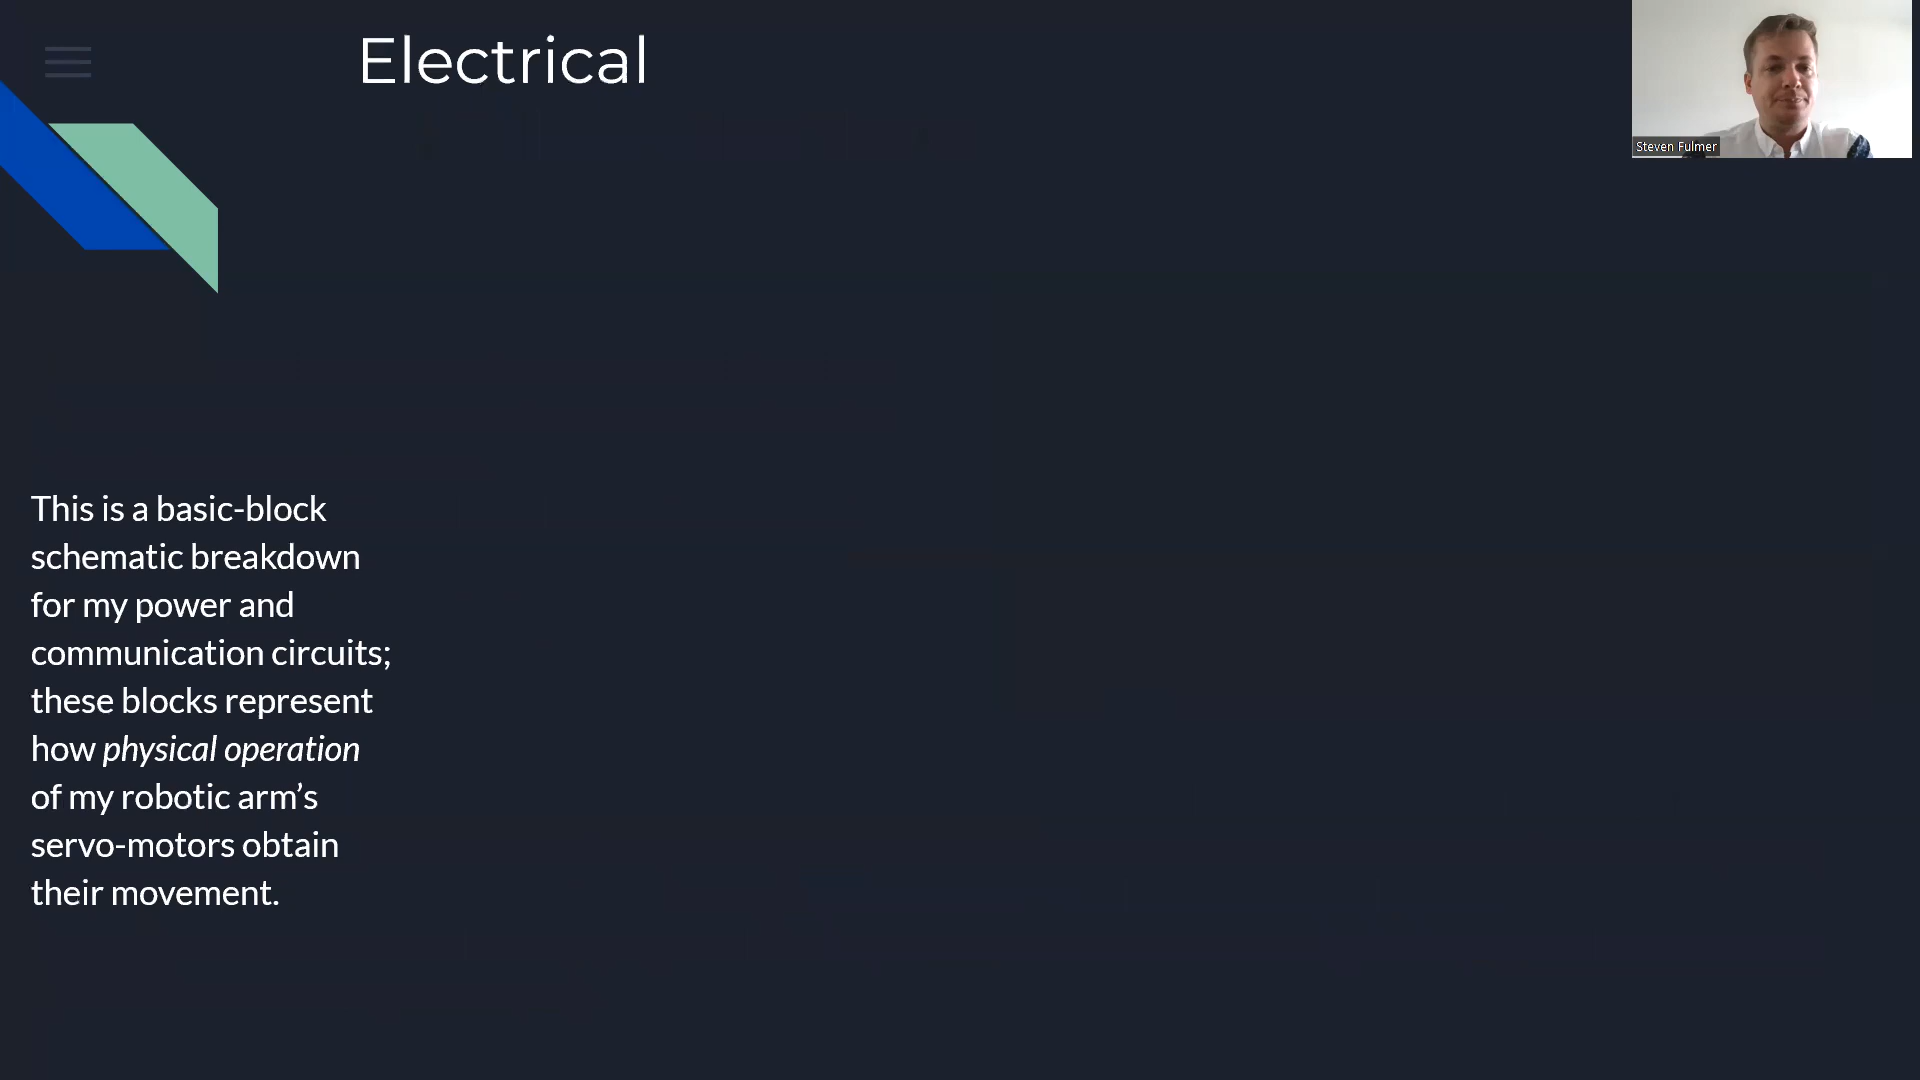 Electrical
Steven Fulmer
This is a basic-block
schematic breakdown
for my power and
communication circuits;
these blocks represent
how physical operation
of my robotic arm’s
servo-motors obtain
their movement.